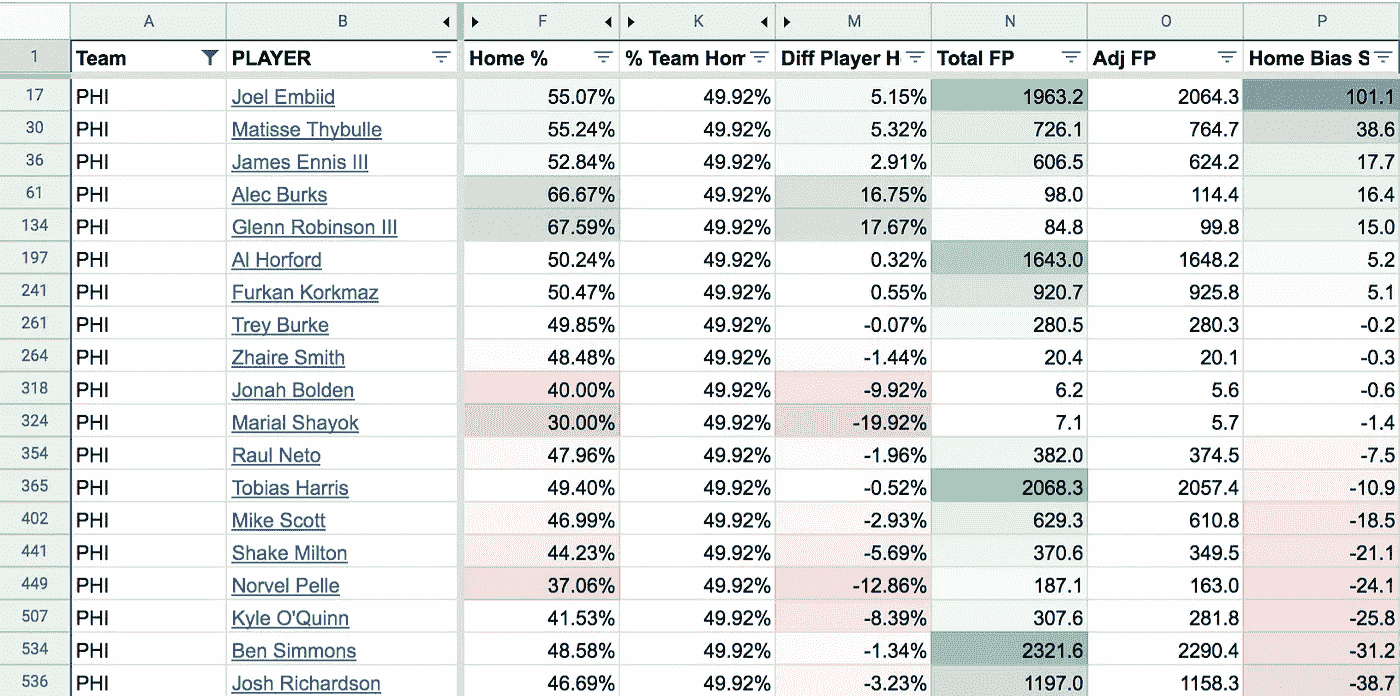 A B F K M N O P
1 Team PLAYER Home % % Team Hom Diff Player H Total FP Adj FP Home Bias S
17 PHI Joel Embiid 55.07% 49.92% 5.15% 1963.2 2064.3 101.1
30 PHI Matisse Thybulle 55.24% 49.92% 5.32% 726.1 764.7 38.6
36 PHI James Ennis III 52.84% 49.92% 2.91% 606.5 624.2 17.7
61 PHI Alec Burks 66.67% 49.92% 16.75% 98.0 114.4 16.4
134 PHI Glenn Robinson III 67.59% 49.92% 17.67% 84.8 99.8 15.0
197 PHI Al Horford 50.24% 49.92% 0.32% 1643.0 1648.2 5.2
241 PHI Furkan Korkmaz 50.47% 49.92% 0.55% 920.7 925.8 5.1
261 PHI Trey Burke 49.85% 49.92% -0.07% 280.5 280.3 -0.2
264 PHI Zhaire Smith 48.48% 49.92% -1.44% 20.4 20.1 -0.3
318 PHI Jonah Bolden 40.00% 49.92% -9.92% 6.2 5.6 -0.6
324 PHI Marial Shayok 30.00% 49.92% -19.92% 7.1 5.7 -1.4
354 PHI Raul Neto 47.96% 49.92% -1.96% 382.0 374.5 -7.5
365 PHI Tobias Harris 49.40% 49.92% -0.52% 2068.3 2057.4 -10.9
402 PHI Mike Scott 46.99% 49.92% -2.93% 629.3 610.8 -18.5
441 PHI Shake Milton 44.23% 49.92% -5.69% 370.6 349.5 -21.1
449 PHI Norvel Pelle 37.06% 49.92% -12.86% 187.1 163.0 -24.1
507 PHI Kyle O'Quinn 41.53% 49.92% -8.39% 307.6 281.8 -25.8
534 PHI Ben Simmons 48.58% 49.92% -1.34% 2321.6 2290.4 -31.2
536 PHI Josh Richardson 46.69% 49.92% -3.23% 1197.0 1158.3 -38.7